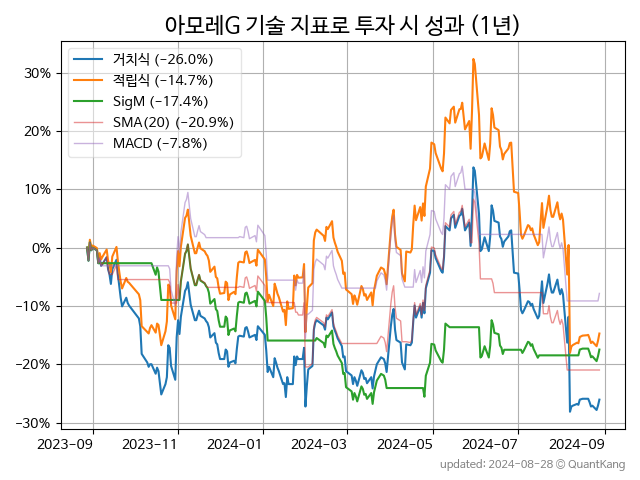 아모레G 기술 지표로 투자 시 성과 (1년)
거치식 (-26.0%)
적립식 (-14.7%)
SigM (-17.4%)
SMA(20) (-20.9%)
MACD (-7.8%)
30%
20%
10%
0%
-10%
-20%
-30%
2023-09 2023-11 2024-01 2024-03 2024-05 2024-07 2024-09
updated: 2024-08-28 © QuantKang